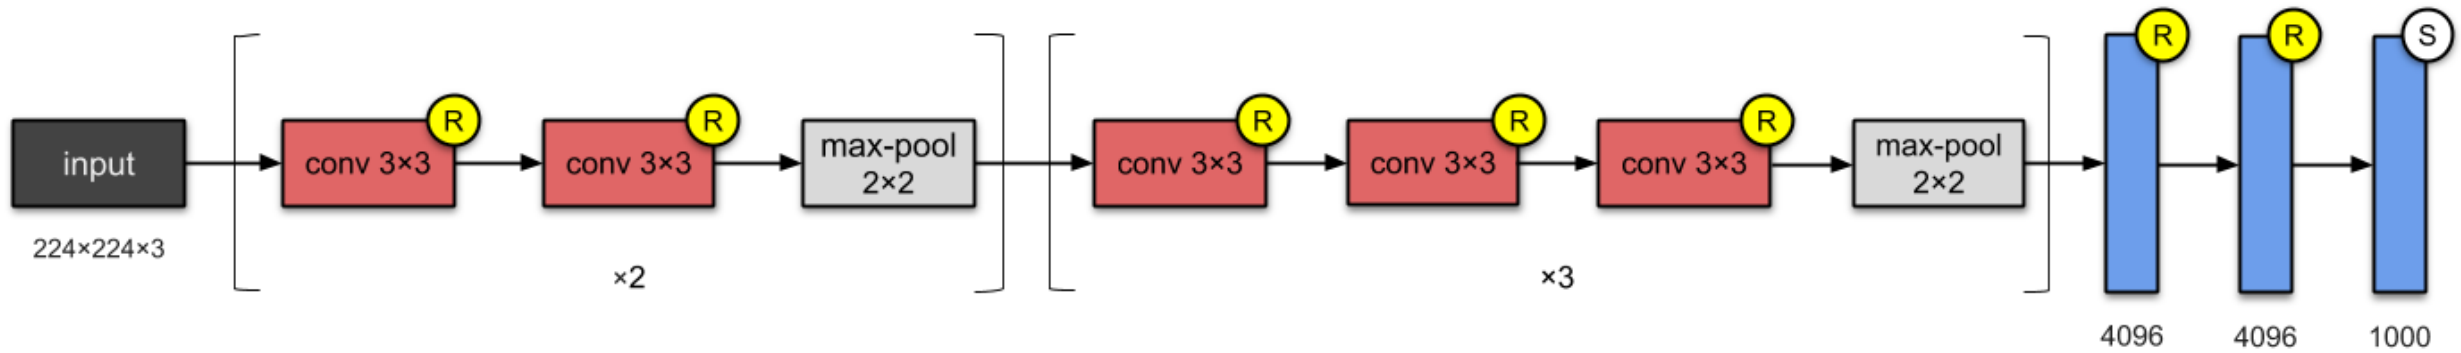 input
224×224×3
conv 3×3
R
conv 3×3
R
max-pool
2×2
×2
conv 3×3
R
conv 3×3
R
conv 3×3
R
max-pool
2×2
×3
R
4096
R
4096
S
1000